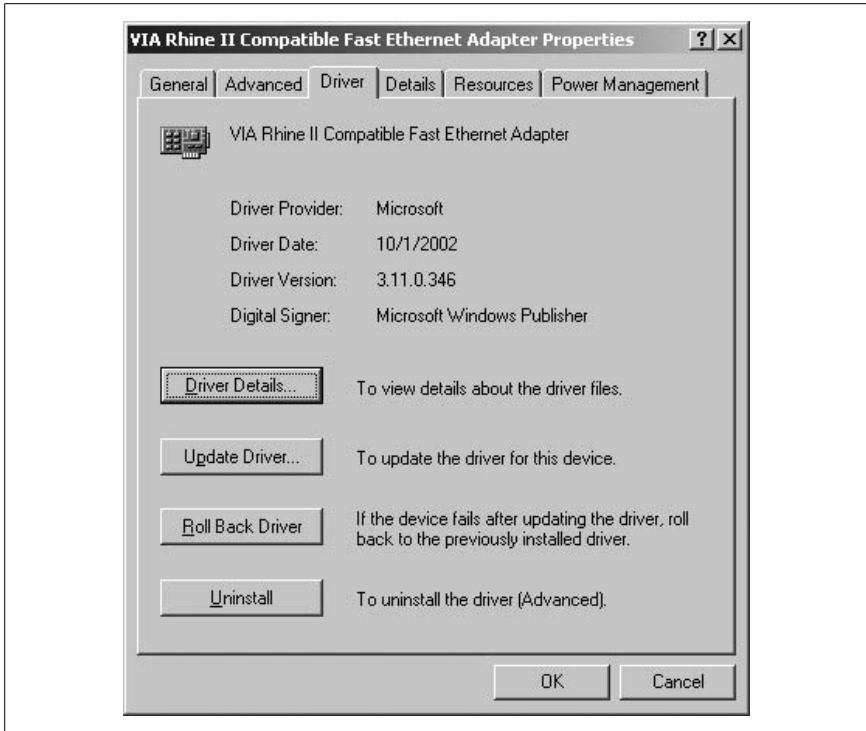 VIA Rhine II Compatible Fast Ethernet Adapter Properties
General Advanced Driver Details Resources Power Management
VIA Rhine II Compatible Fast Ethernet Adapter
Driver Provider: Microsoft
Driver Date: 10/1/2002
Driver Version: 3.11.0.346
Digital Signer: Microsoft Windows Publisher
Driver Details... To view details about the driver files.
Update Driver... To update the driver for this device.
Roll Back Driver If the device fails after updating the driver, roll
back to the previously installed driver.
Uninstall To uninstall the driver (Advanced).
OK Cancel